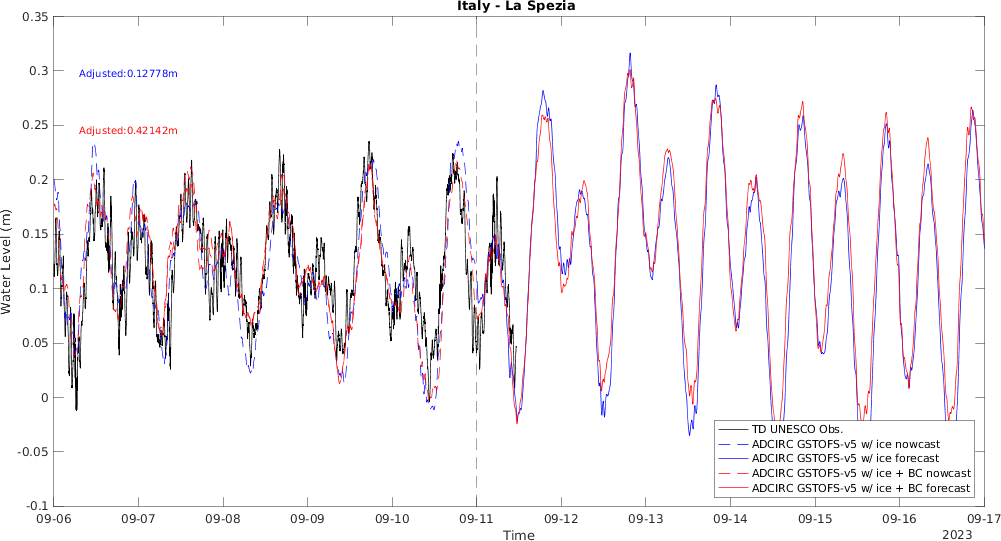 Italy - La Spezia
0.35
0.3
0.25
0.2
0.15
0.1
0.05
0
-0.05
-0.1
Water Level (m)
Adjusted:0.12778m
Adjusted:0.42142m
TD UNESCO Obs.
ADCIRC GSTOFS-v5 w/ ice nowcast
ADCIRC GSTOFS-v5 w/ ice forecast
ADCIRC GSTOFS-v5 w/ ice + BC nowcast
ADCIRC GSTOFS-v5 w/ ice + BC forecast
09-06 09-07 09-08 09-09 09-10 09-11 09-12 09-13 09-14 09-15 09-16 09-17
Time
2023